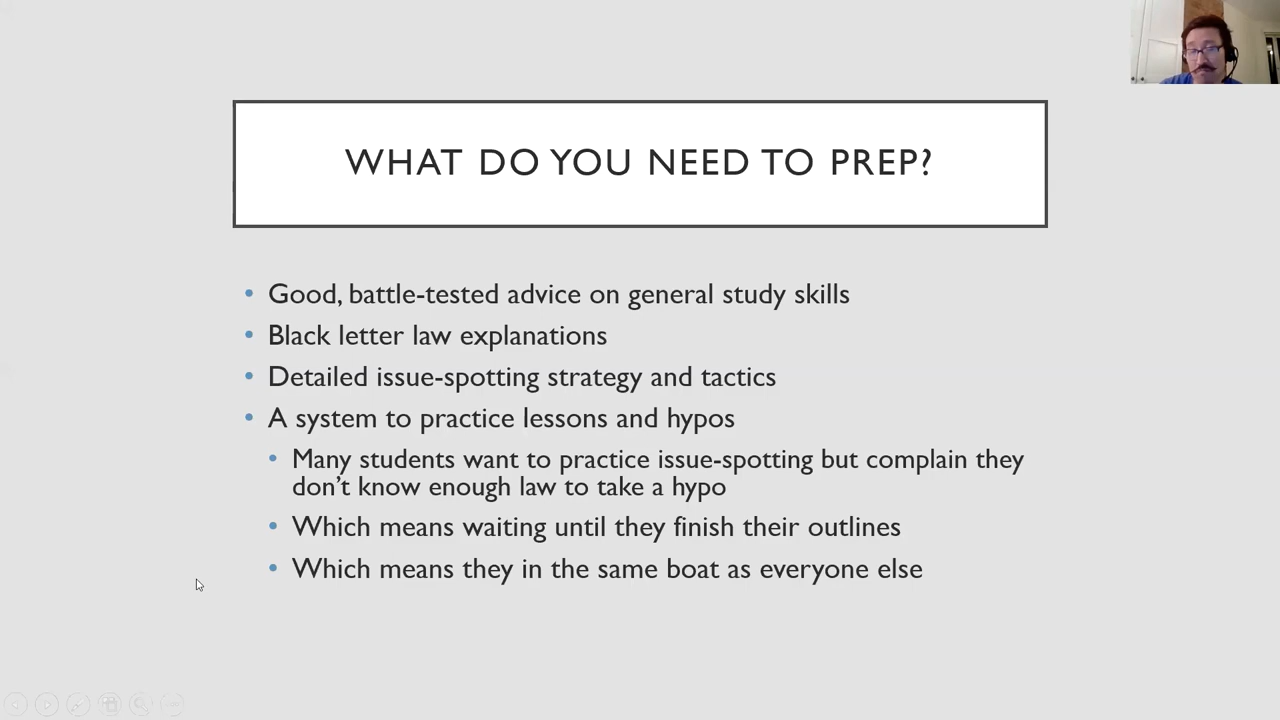 WHAT DO YOU NEED TO PREP?
Good, battle-tested advice on general study skills
Black letter law explanations
Detailed issue-spotting strategy and tactics
A system to practice lessons and hypos
Many students want to practice issue-spotting but complain they
don't know enough law to take a hypo
Which means waiting until they finish their outlines
Which means they in the same boat as everyone else